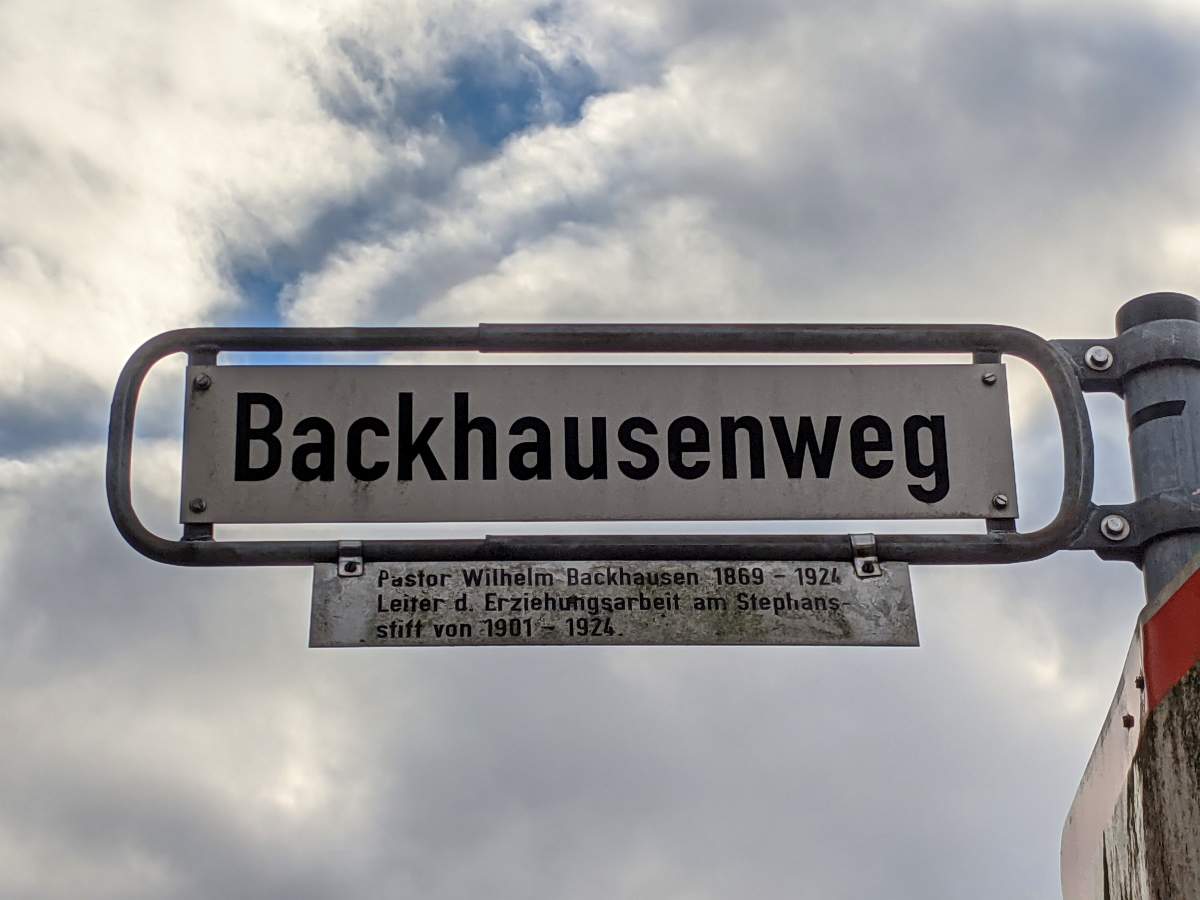 Backhausenweg
Pastor Wilhelm Backhausen 1869 – 1924
Leiter d. Erziehungsarbeit am Stephans-
stift von 1901 – 1924.